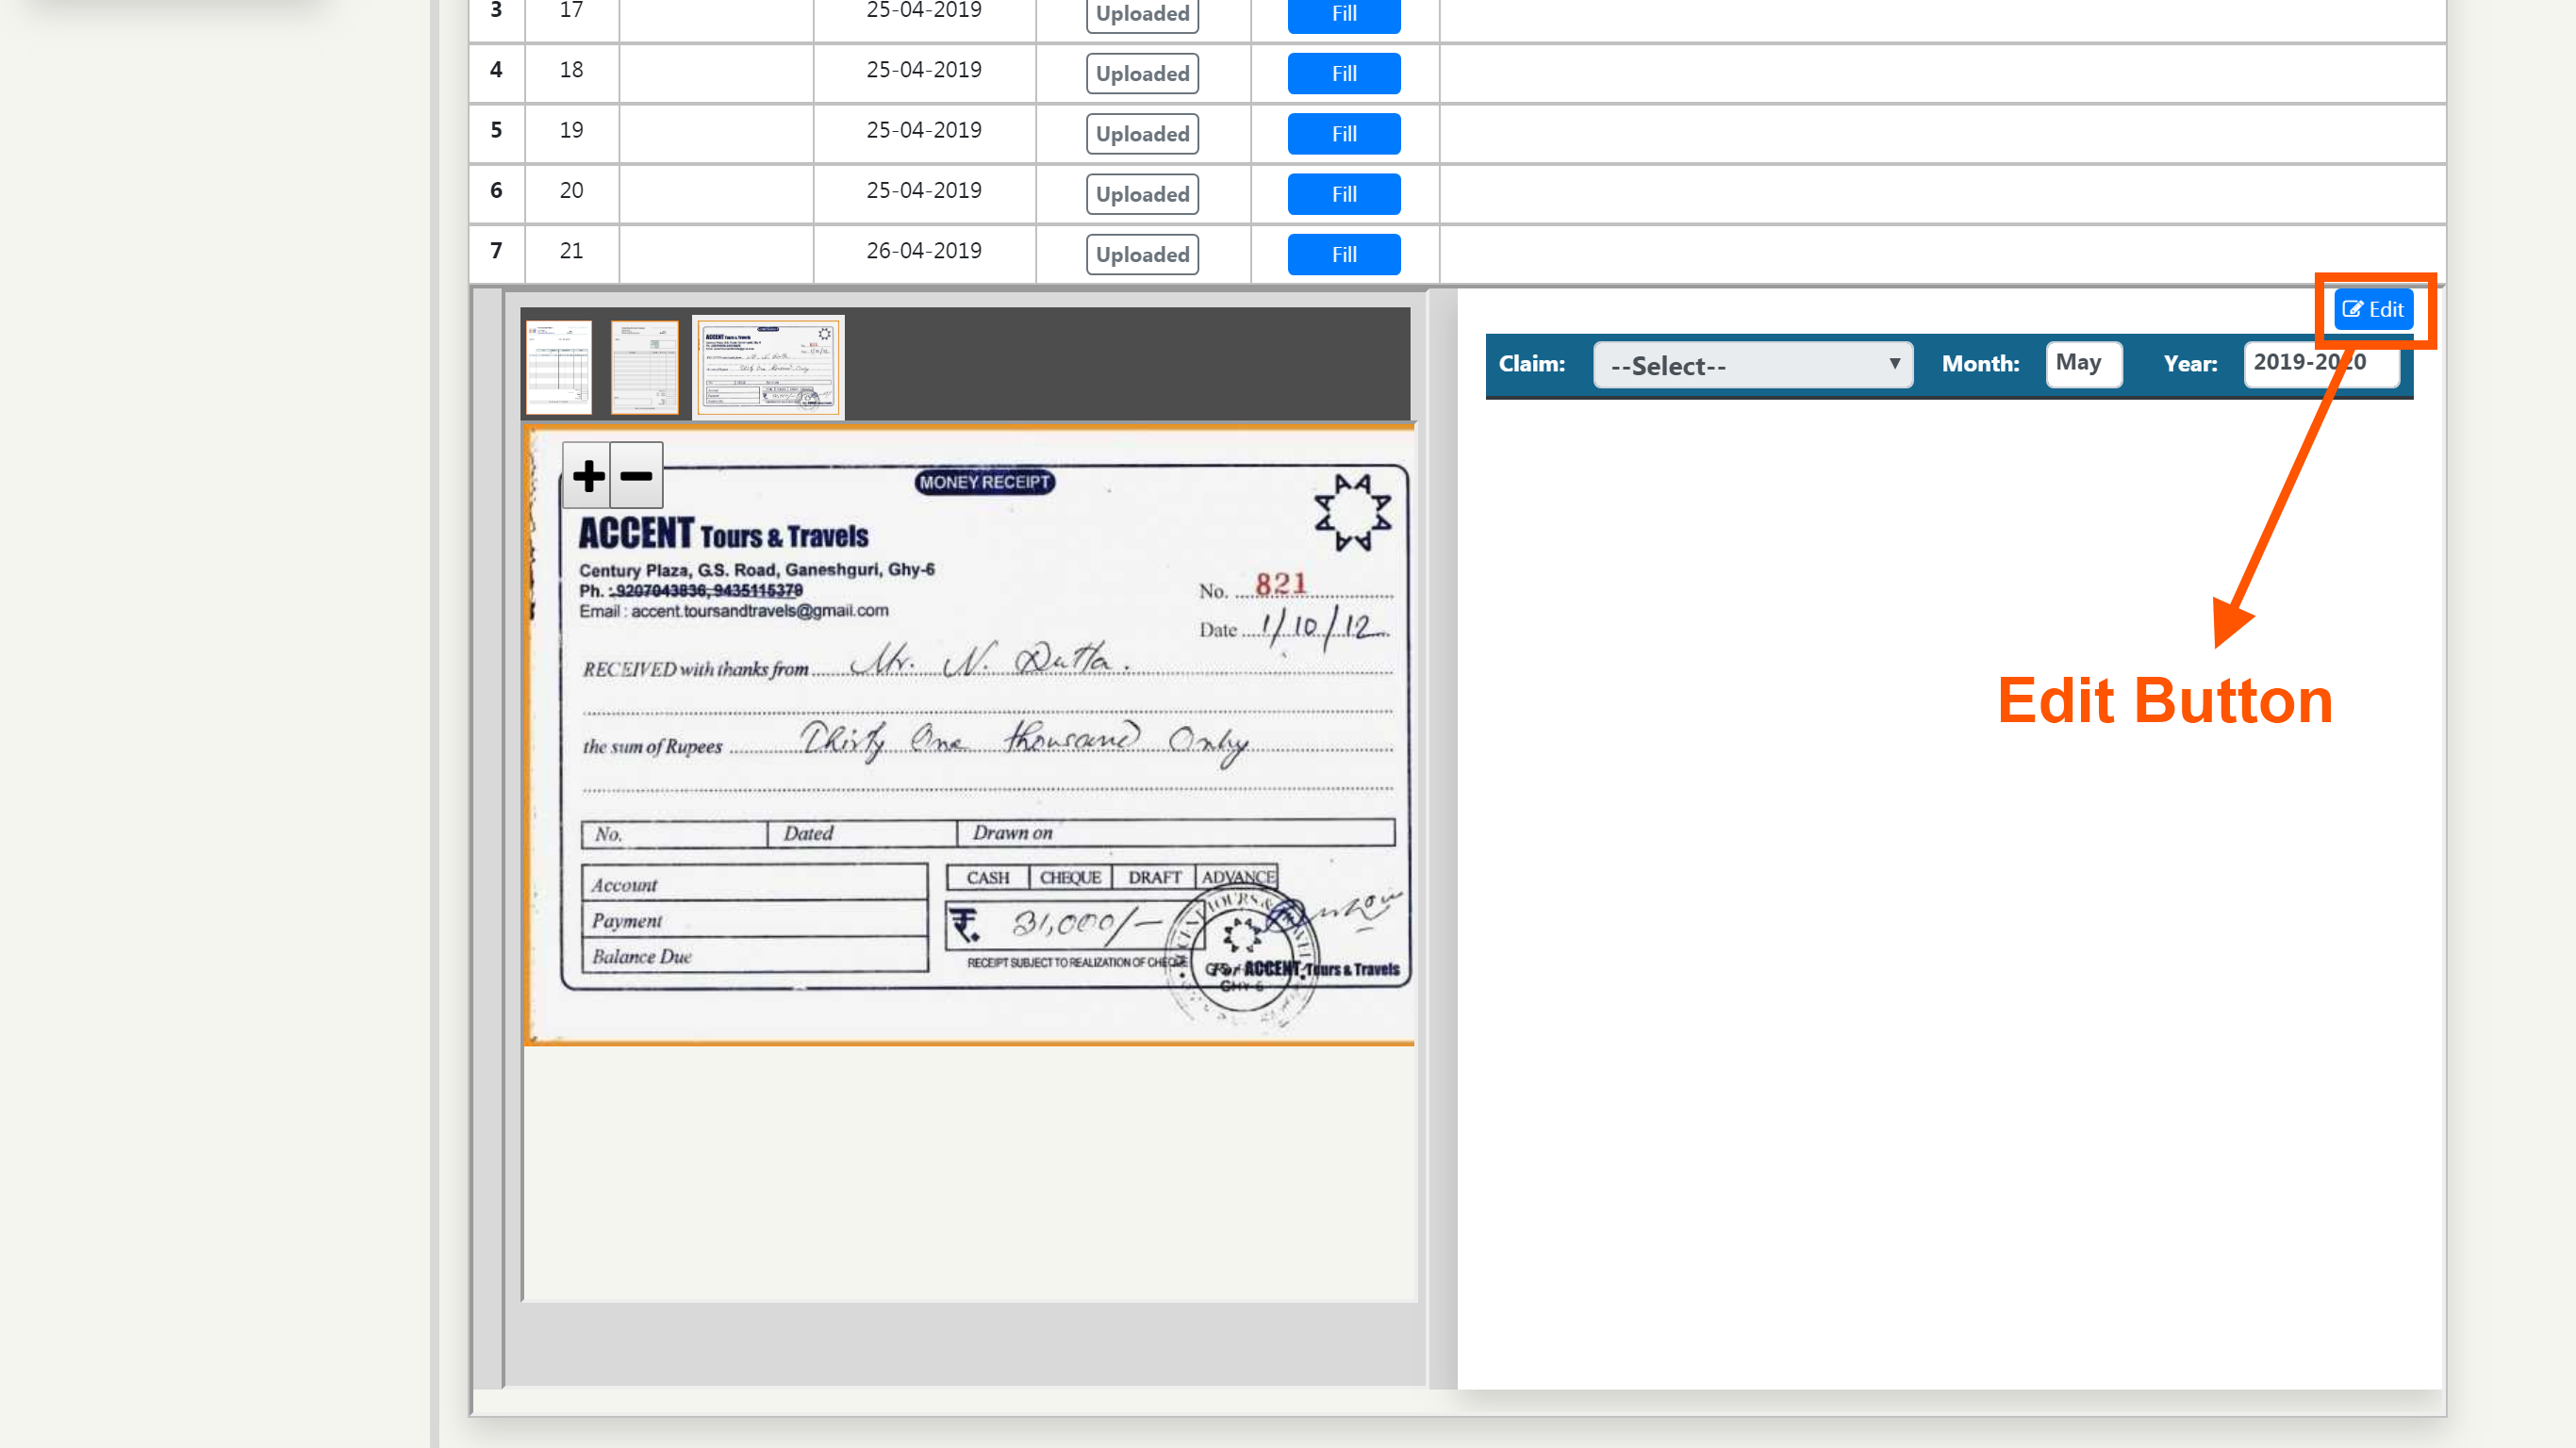 3 17 25-04-2019 Uploaded Fill
4 18 25-04-2019 Uploaded Fill
5 19 25-04-2019 Uploaded Fill
6 20 25-04-2019 Uploaded Fill
7 21 26-04-2019 Uploaded Fill
Edit
Claim: --Select-- Month: May Year: 2019-2020
Edit Button
MONEY RECEIPT
ACCENT Tours & Travels
Century Plaza, G.S. Road, Ganeshguri, Ghy-6
Ph. : 9207043836, 9435115379
Email : accent.toursandtravels@gmail.com
No. 821
Date 1/10/12
RECEIVED with thanks from Mr. N. Dutta.
the sum of Rupees Thirty One thousand Only
No. Dated Drawn on
Account
Payment
Balance Due
CASH CHEQUE DRAFT ADVANCE
₹. 31,000/-
RECEIPT SUBJECT TO REALIZATION OF CHEQUE
For ACCENT Tours & Travels
GHY-6